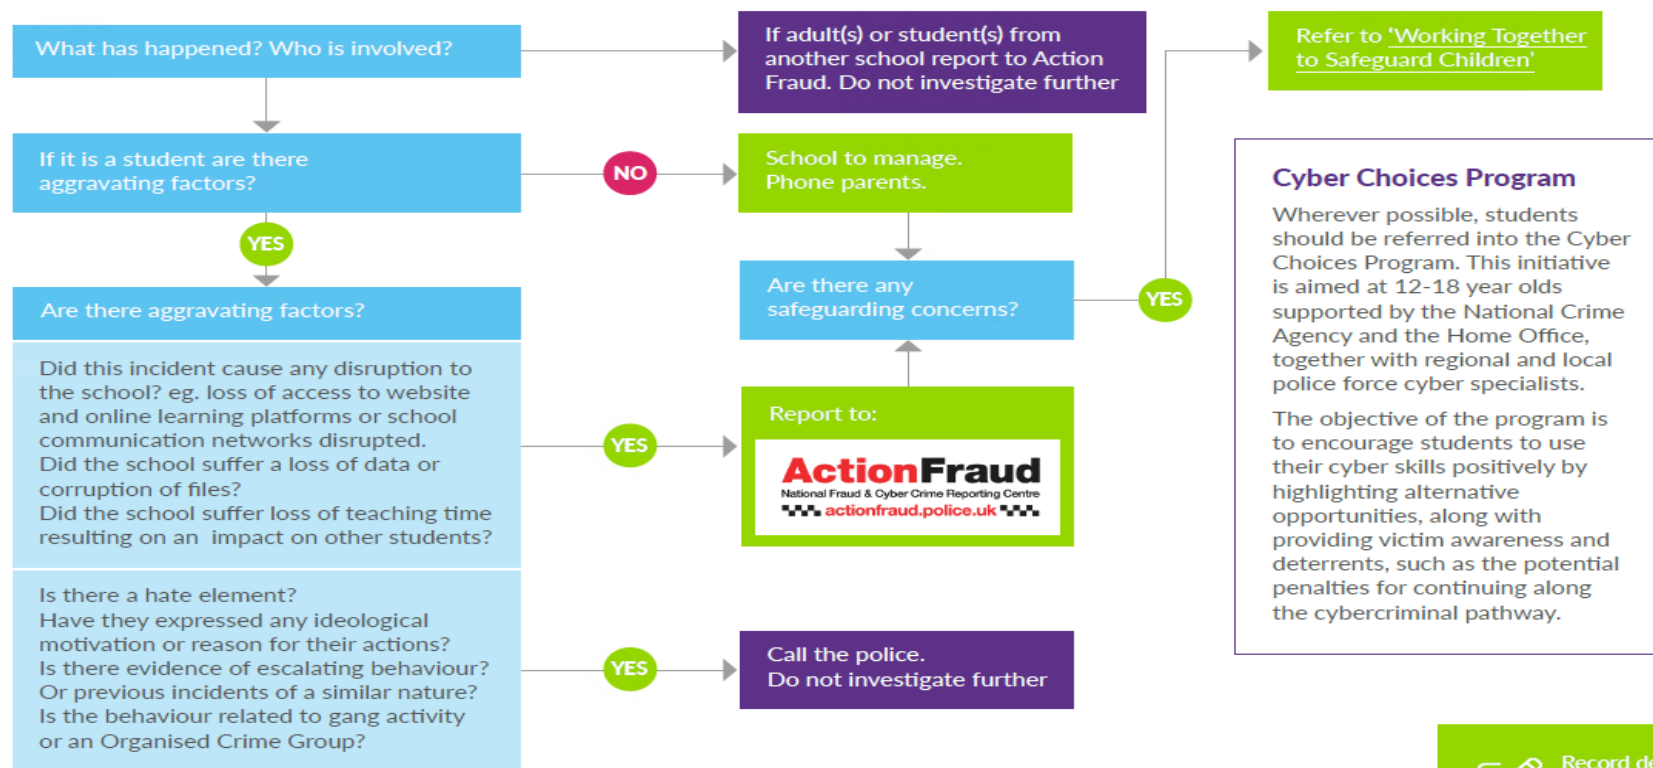 What has happened? Who is involved?
If adult(s) or student(s) from
another school report to Action
Fraud. Do not investigate further
Refer to ‘Working Together
to Safeguard Children’
If it is a student are there
aggravating factors?
NO
School to manage.
Phone parents.
YES
Are there any
safeguarding concerns?
YES
Are there aggravating factors?
Did this incident cause any disruption to
the school? eg. loss of access to website
and online learning platforms or school
communication networks disrupted.
Did the school suffer a loss of data or
corruption of files?
Did the school suffer loss of teaching time
resulting on an impact on other students?
YES
Report to:
ActionFraud
National Fraud & Cyber Crime Reporting Centre
actionfraud.police.uk
Is there a hate element?
Have they expressed any ideological
motivation or reason for their actions?
Is there evidence of escalating behaviour?
Or previous incidents of a similar nature?
Is the behaviour related to gang activity
or an Organised Crime Group?
YES
Call the police.
Do not investigate further
Cyber Choices Program
Wherever possible, students
should be referred into the Cyber
Choices Program. This initiative
is aimed at 12-18 year olds
supported by the National Crime
Agency and the Home Office,
together with regional and local
police force cyber specialists.
The objective of the program is
to encourage students to use
their cyber skills positively by
highlighting alternative
opportunities, along with
providing victim awareness and
deterrents, such as the potential
penalties for continuing along
the cybercriminal pathway.
Record